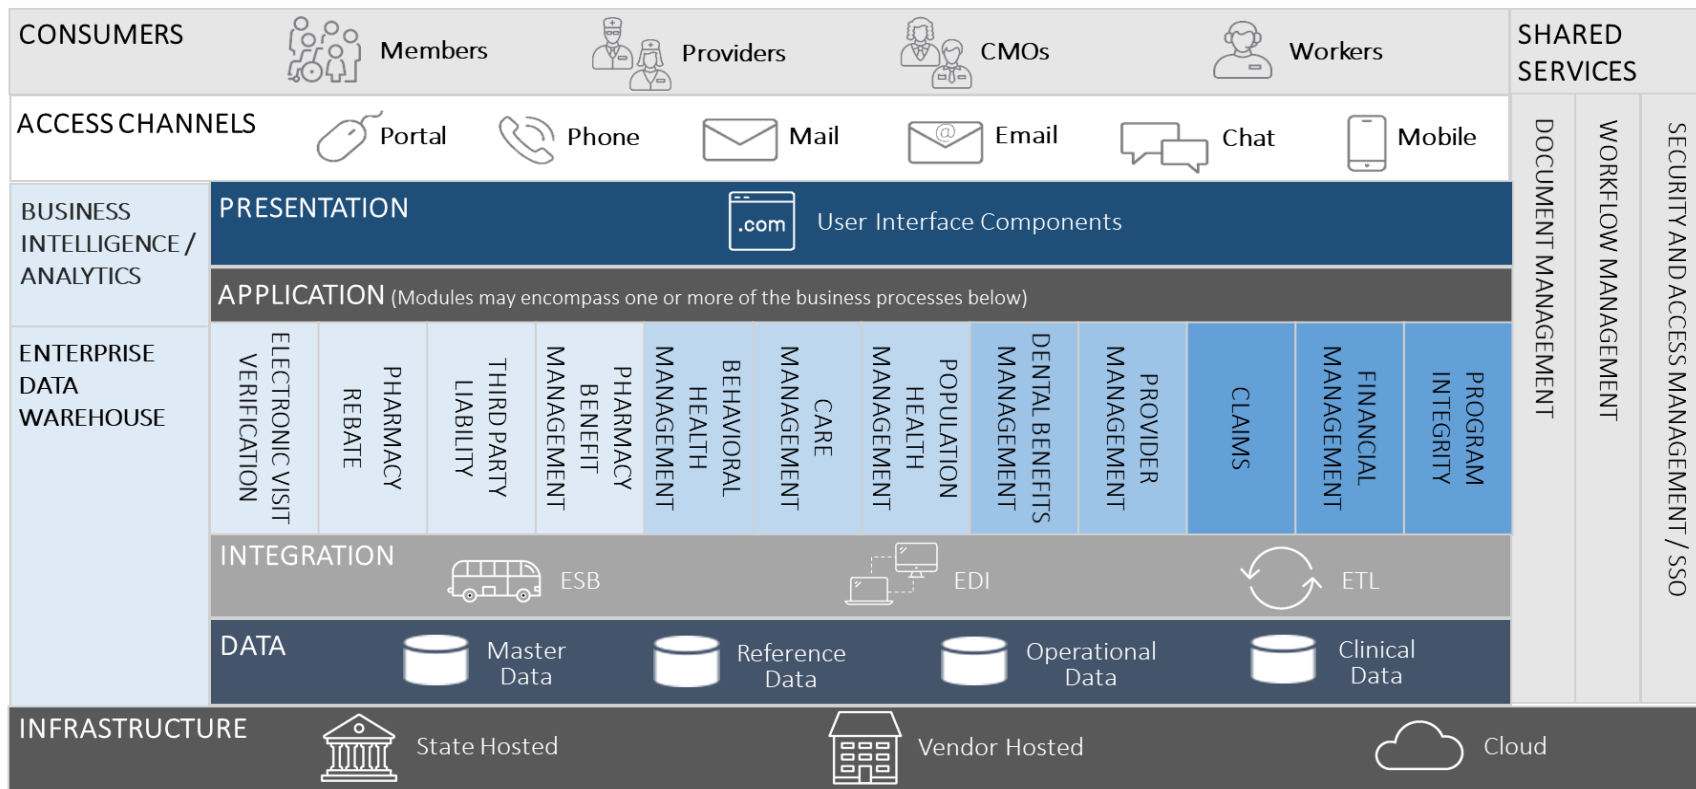 CONSUMERS
Members
Providers
CMOs
Workers
SHARED
SERVICES
ACCESS CHANNELS
Portal
Phone
Mail
@
Email
Chat
Mobile
DOCUMENT MANAGEMENT
WORKFLOW MANAGEMENT
SECURITY AND ACCESS MANAGEMENT / SSO
BUSINESS
INTELLIGENCE /
ANALYTICS
PRESENTATION
.com
User Interface Components
APPLICATION (Modules may encompass one or more of the business processes below)
ENTERPRISE
DATA
WAREHOUSE
ELECTRONIC VISIT
VERIFICATION
PHARMACY
REBATE
THIRD PARTY
LIABILITY
PHARMACY
BENEFIT
MANAGEMENT
BEHAVIORAL
HEALTH
MANAGEMENT
CARE
MANAGEMENT
POPULATION
HEALTH
MANAGEMENT
DENTAL BENEFITS
MANAGEMENT
PROVIDER
MANAGEMENT
CLAIMS
FINANCIAL
MANAGEMENT
PROGRAM
INTEGRITY
INTEGRATION
ESB
EDI
ETL
DATA
Master
Data
Reference
Data
Operational
Data
Clinical
Data
INFRASTRUCTURE
State Hosted
Vendor Hosted
Cloud